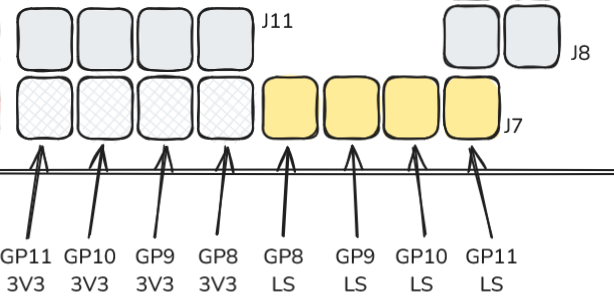 J11
J8
J7
GP11 GP10 GP9 GP8 GP8 GP9 GP10 GP11
3V3 3V3 3V3 3V3 LS LS LS LS